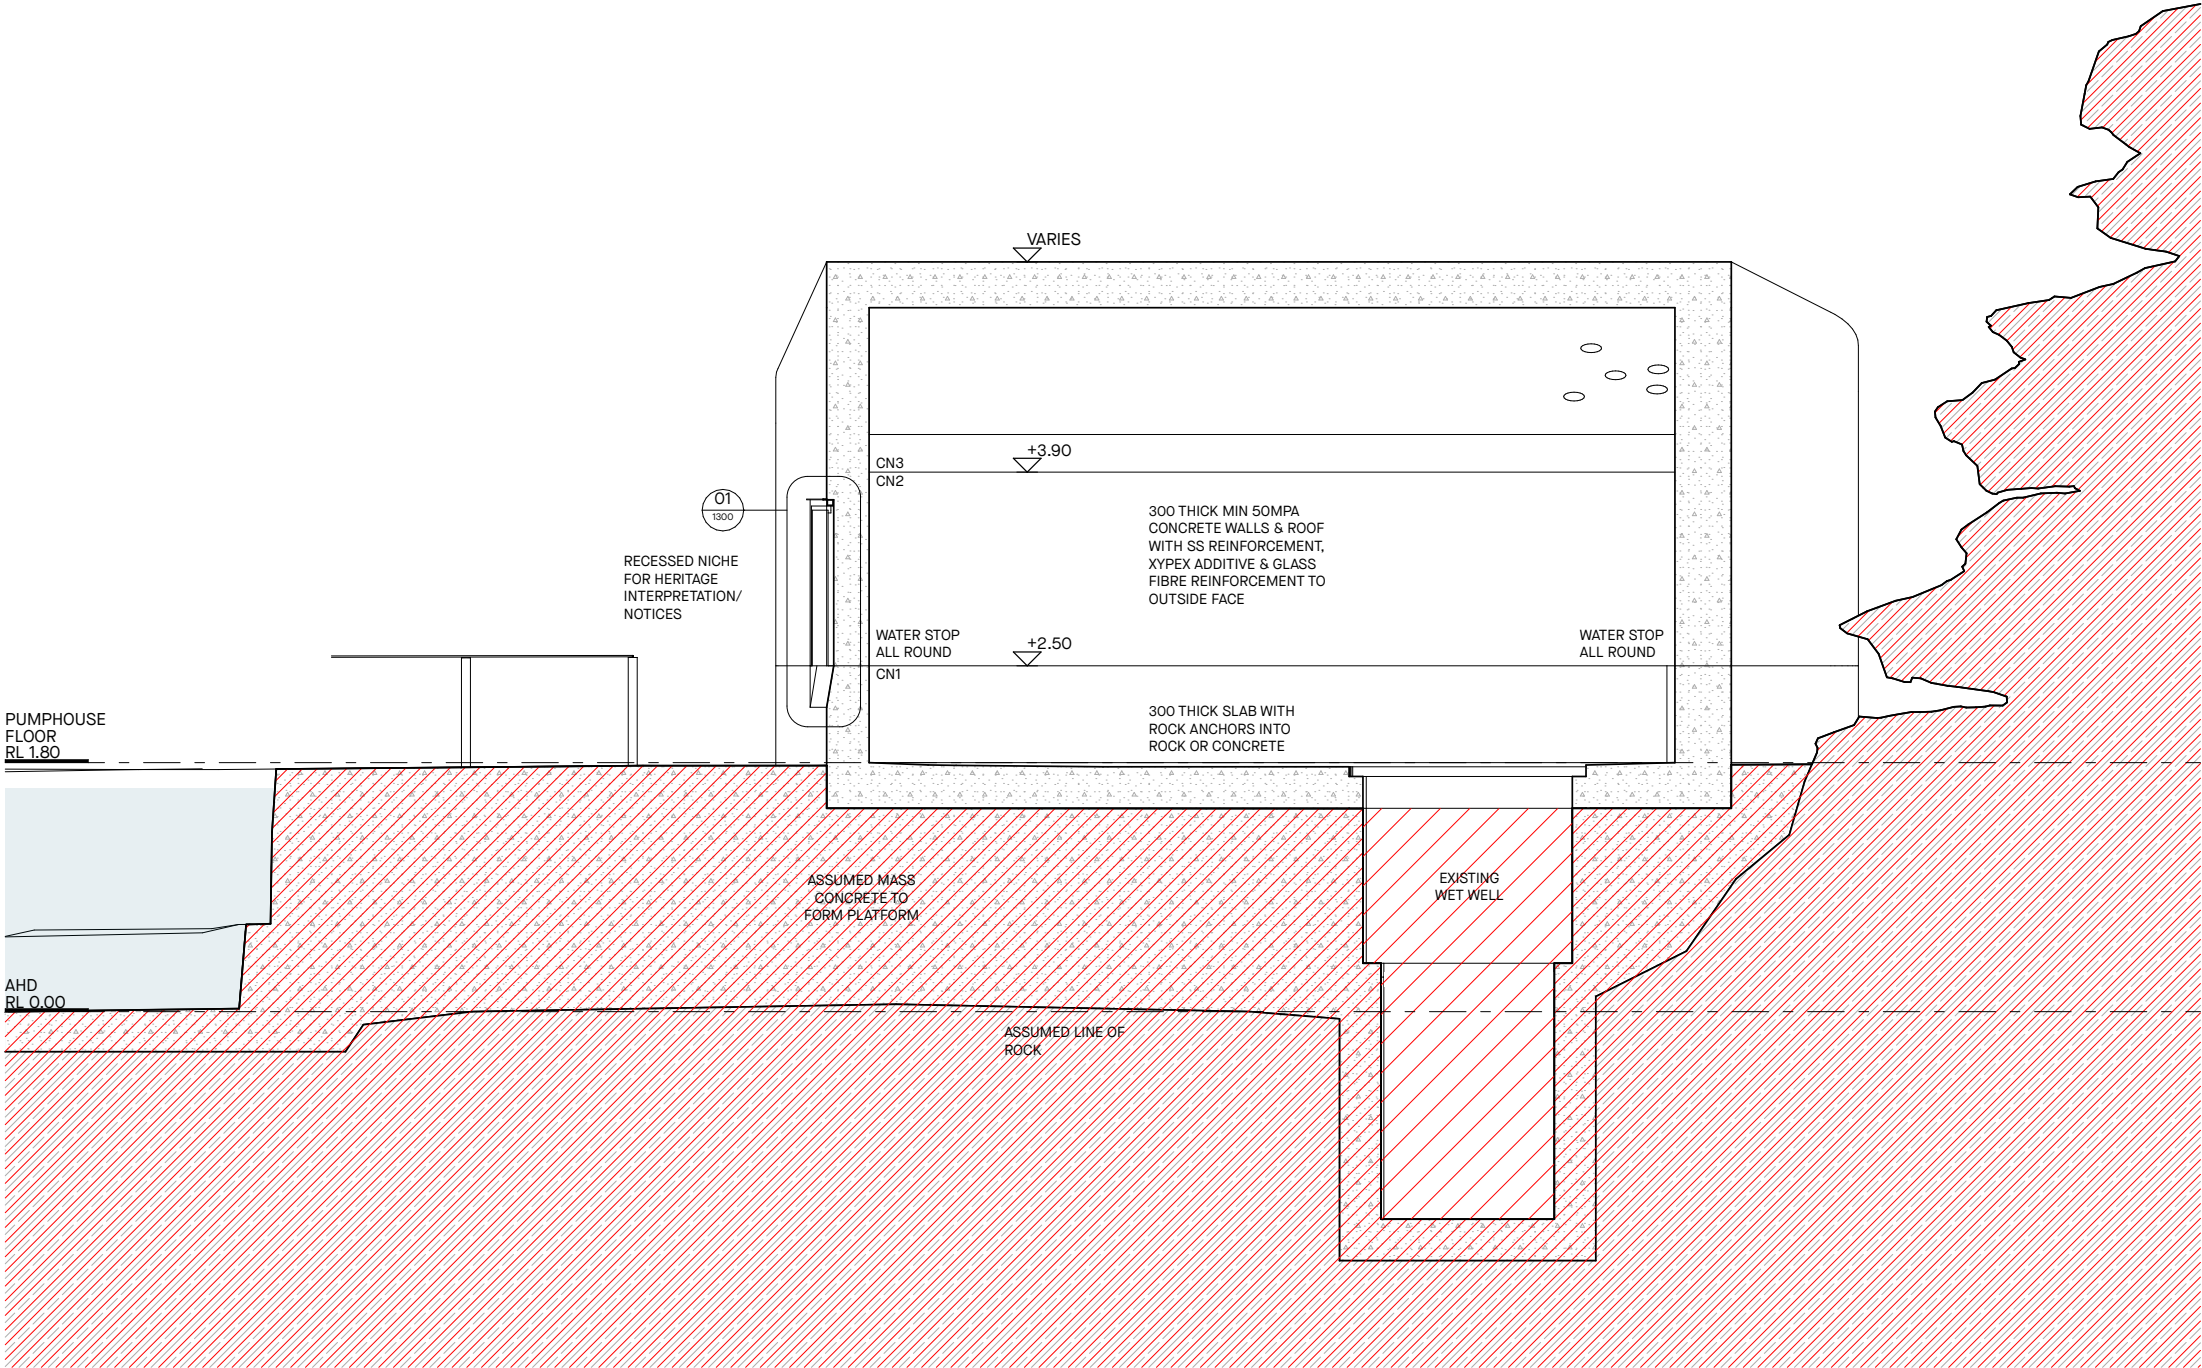 VARIES
+3.90
CN3
CN2
01
1300
300 THICK MIN 50MPA
CONCRETE WALLS & ROOF
WITH SS REINFORCEMENT,
XYPEX ADDITIVE & GLASS
FIBRE REINFORCEMENT TO
OUTSIDE FACE
RECESSED NICHE
FOR HERITAGE
INTERPRETATION/
NOTICES
WATER STOP
ALL ROUND
+2.50
WATER STOP
ALL ROUND
CN1
300 THICK SLAB WITH
ROCK ANCHORS INTO
ROCK OR CONCRETE
PUMPHOUSE
FLOOR
RL 1.80
ASSUMED MASS
CONCRETE TO
FORM PLATFORM
EXISTING
WET WELL
AHD
RL 0.00
ASSUMED LINE OF
ROCK